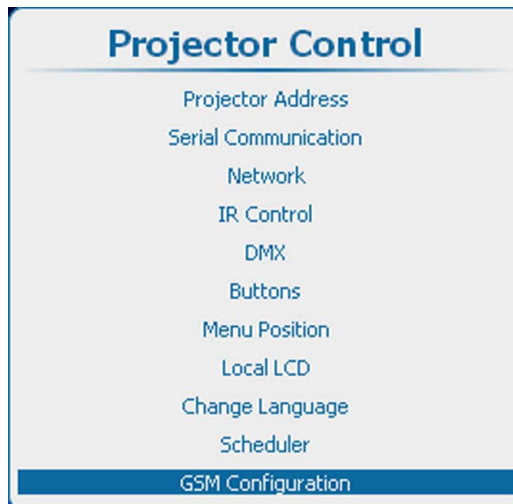 Projector Control
Projector Address
Serial Communication
Network
IR Control
DMX
Buttons
Menu Position
Local LCD
Change Language
Scheduler
GSM Configuration